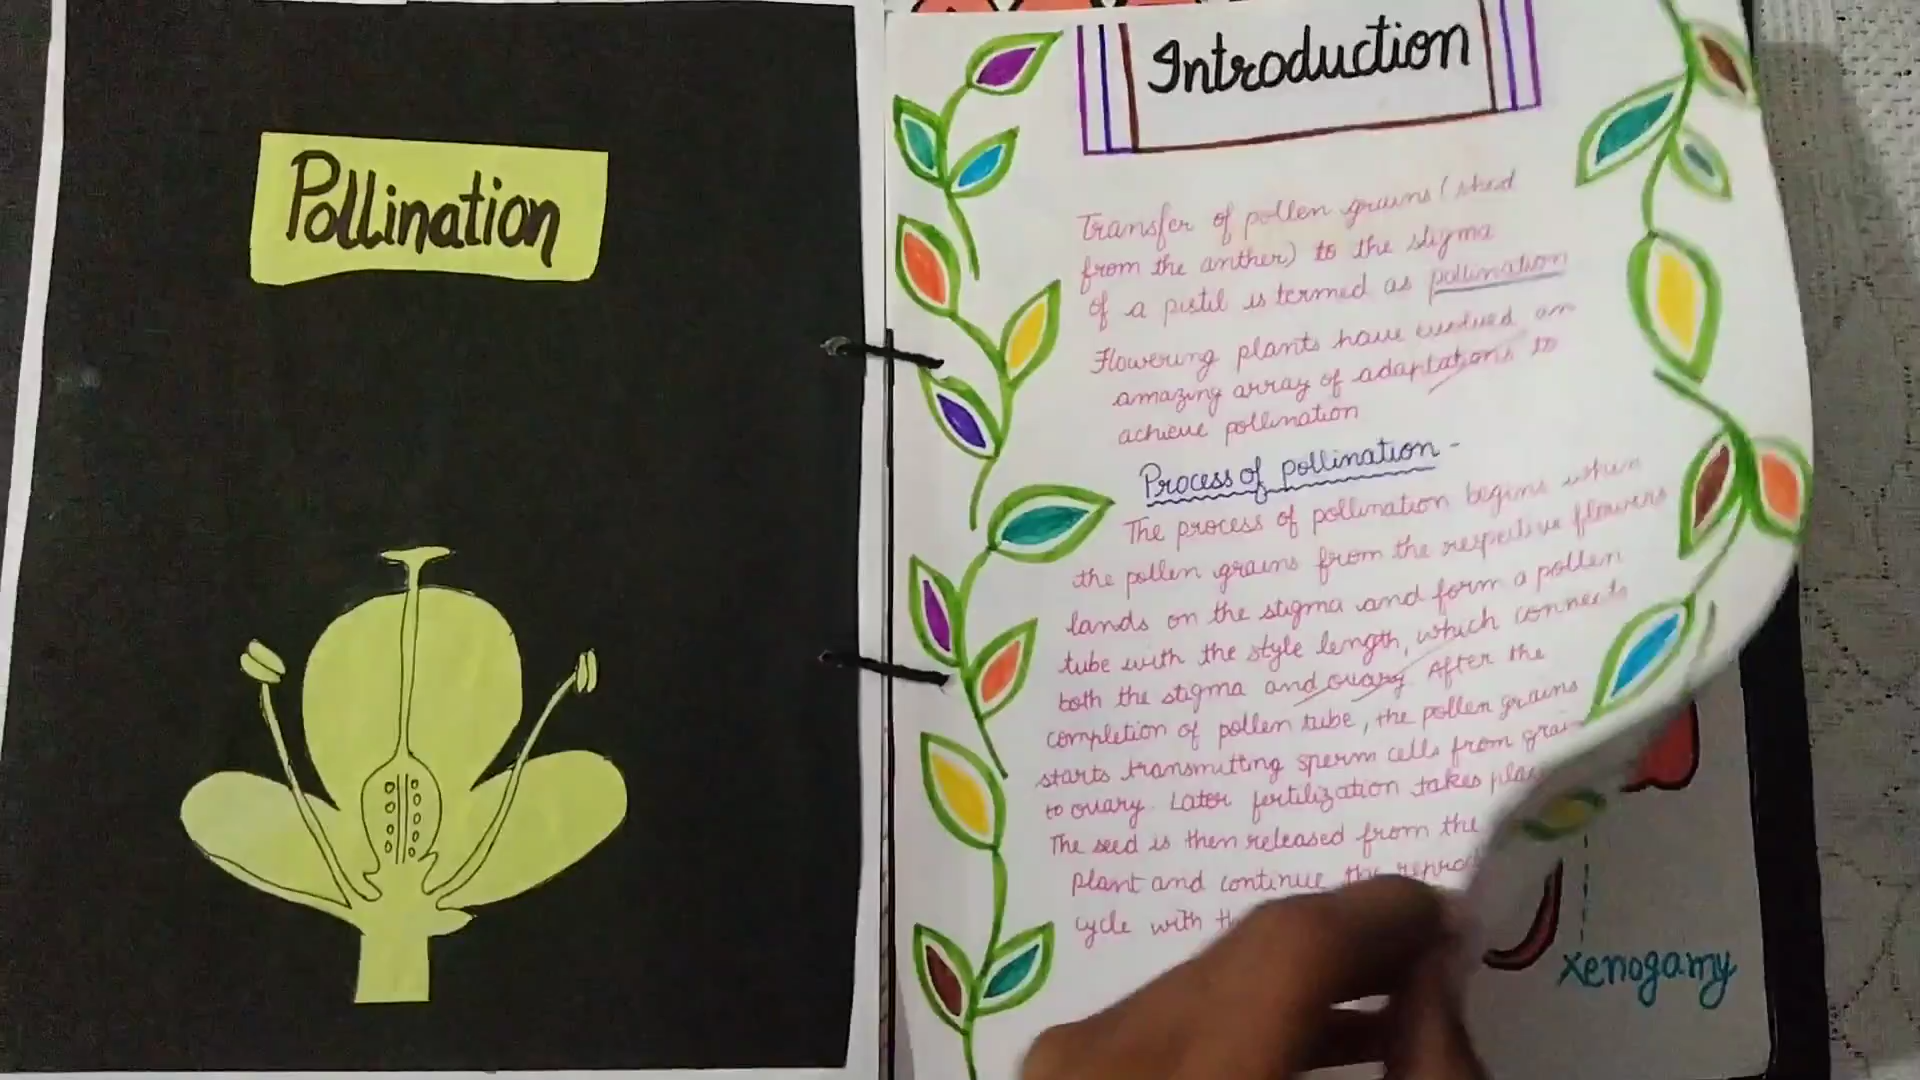 Pollination
Introduction
Transfer of pollen grains (shed
from the anther) to the stigma
of a pistil is termed as pollination
Flowering plants have evolved an
amazing array of adaptations to
achieve pollination
Process of pollination -
The process of pollination begins when
the pollen grains from the respective flowers
lands on the stigma and form a pollen
tube with the style length, which connects
both the stigma and ovary. After the
completion of pollen tube, the pollen grains
starts transmitting sperm cells from
to ovary. Later fertilization takes
The seed is then released from the
plant and continue the
cycle with
xenogamy